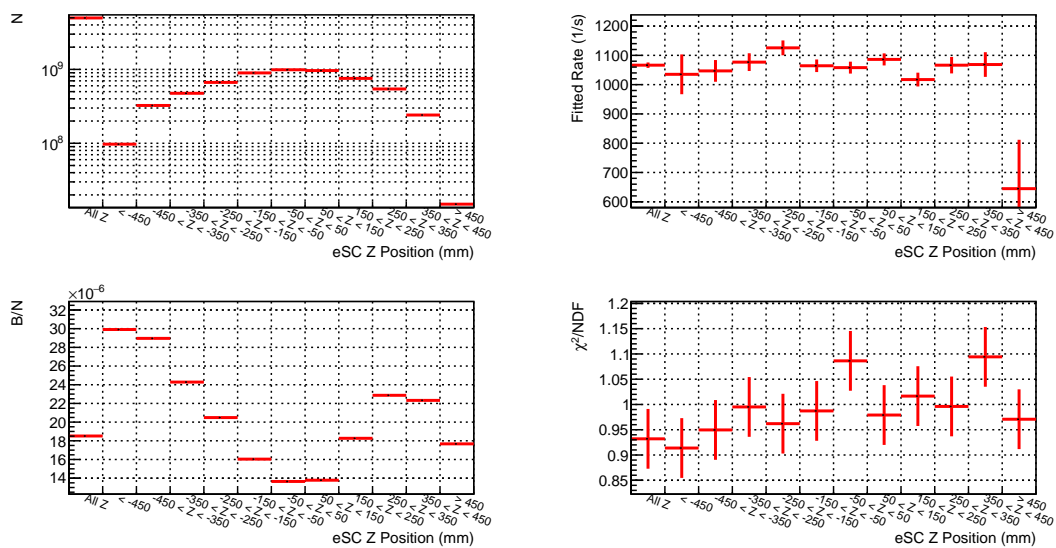 N
10^9
10^8
All Z
< -450
-450 < Z < -350
-350 < Z < -250
-250 < Z < -150
-150 < Z < -50
-50 < Z < 50
50 < Z < 150
150 < Z < 250
250 < Z < 350
350 < Z < 450
> 450
eSC Z Position (mm)
Fitted Rate (1/s)
1200
1100
1000
900
800
700
600
All Z
< -450
-450 < Z < -350
-350 < Z < -250
-250 < Z < -150
-150 < Z < -50
-50 < Z < 50
50 < Z < 150
150 < Z < 250
250 < Z < 350
350 < Z < 450
> 450
eSC Z Position (mm)
B/N
×10^-6
32
30
28
26
24
22
20
18
16
14
All Z
< -450
-450 < Z < -350
-350 < Z < -250
-250 < Z < -150
-150 < Z < -50
-50 < Z < 50
50 < Z < 150
150 < Z < 250
250 < Z < 350
350 < Z < 450
> 450
eSC Z Position (mm)
χ²/NDF
1.2
1.15
1.1
1.05
1
0.95
0.9
0.85
All Z
< -450
-450 < Z < -350
-350 < Z < -250
-250 < Z < -150
-150 < Z < -50
-50 < Z < 50
50 < Z < 150
150 < Z < 250
250 < Z < 350
350 < Z < 450
> 450
eSC Z Position (mm)